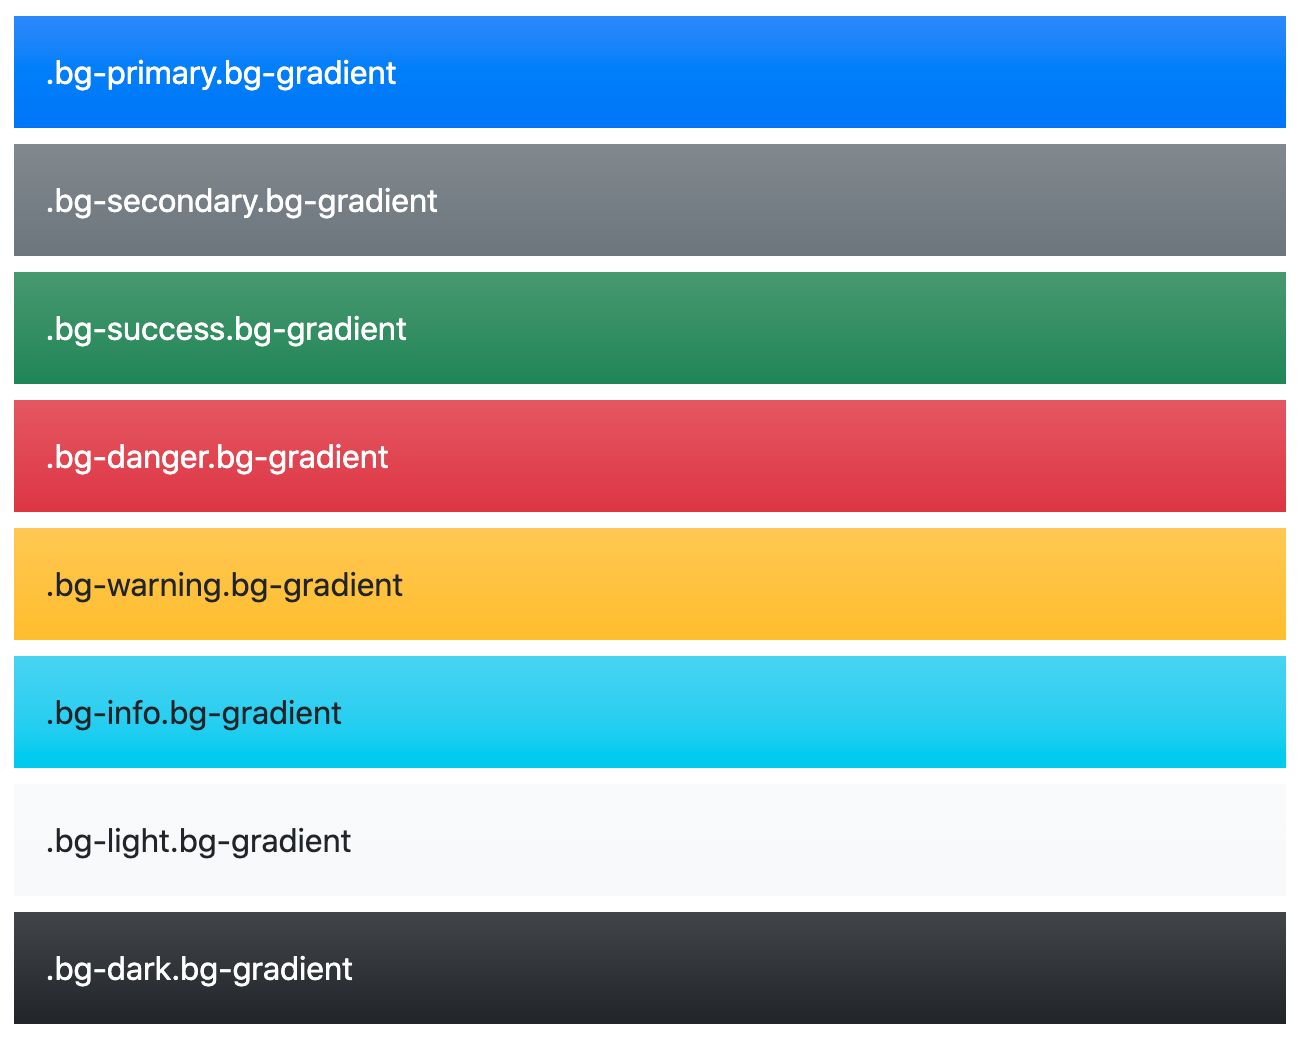 .bg-primary.bg-gradient
.bg-secondary.bg-gradient
.bg-success.bg-gradient
.bg-danger.bg-gradient
.bg-warning.bg-gradient
.bg-info.bg-gradient
.bg-light.bg-gradient
.bg-dark.bg-gradient